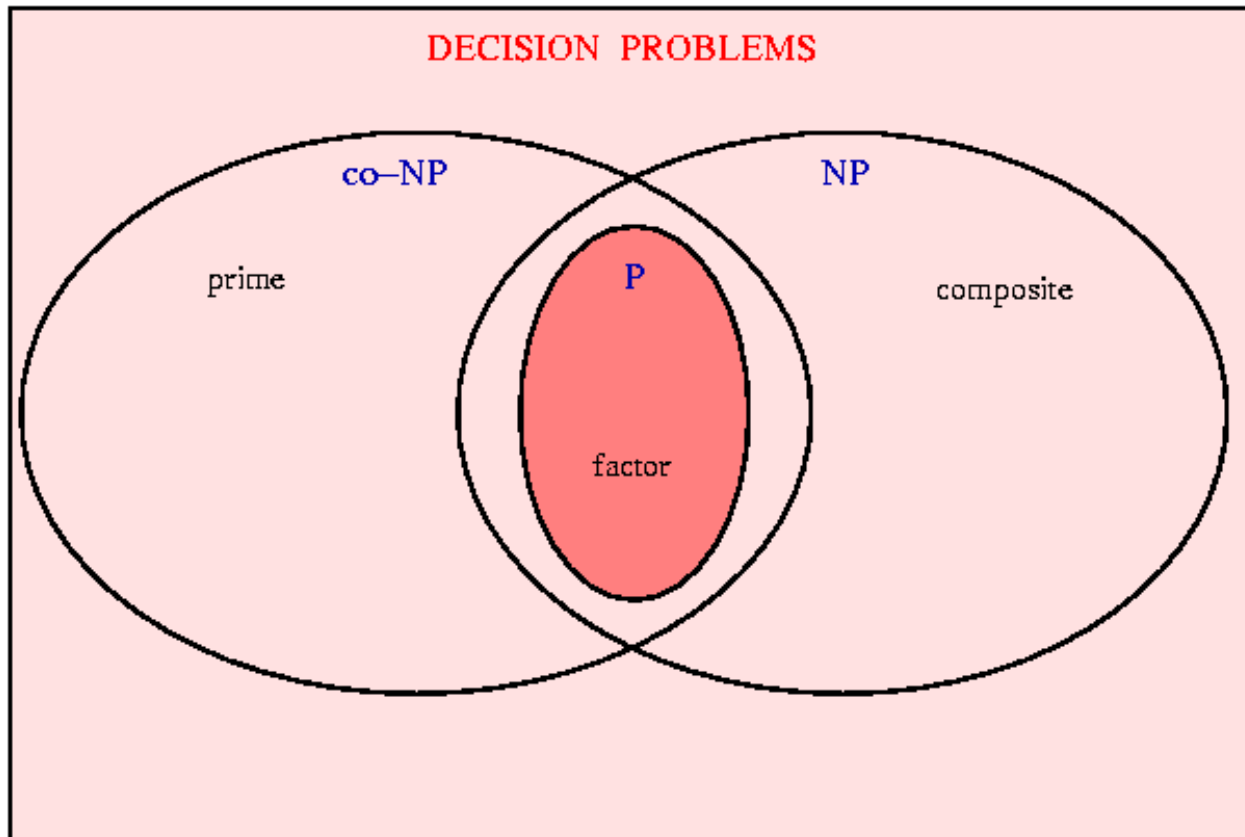 DECISION PROBLEMS
co–NP
NP
P
prime
composite
factor